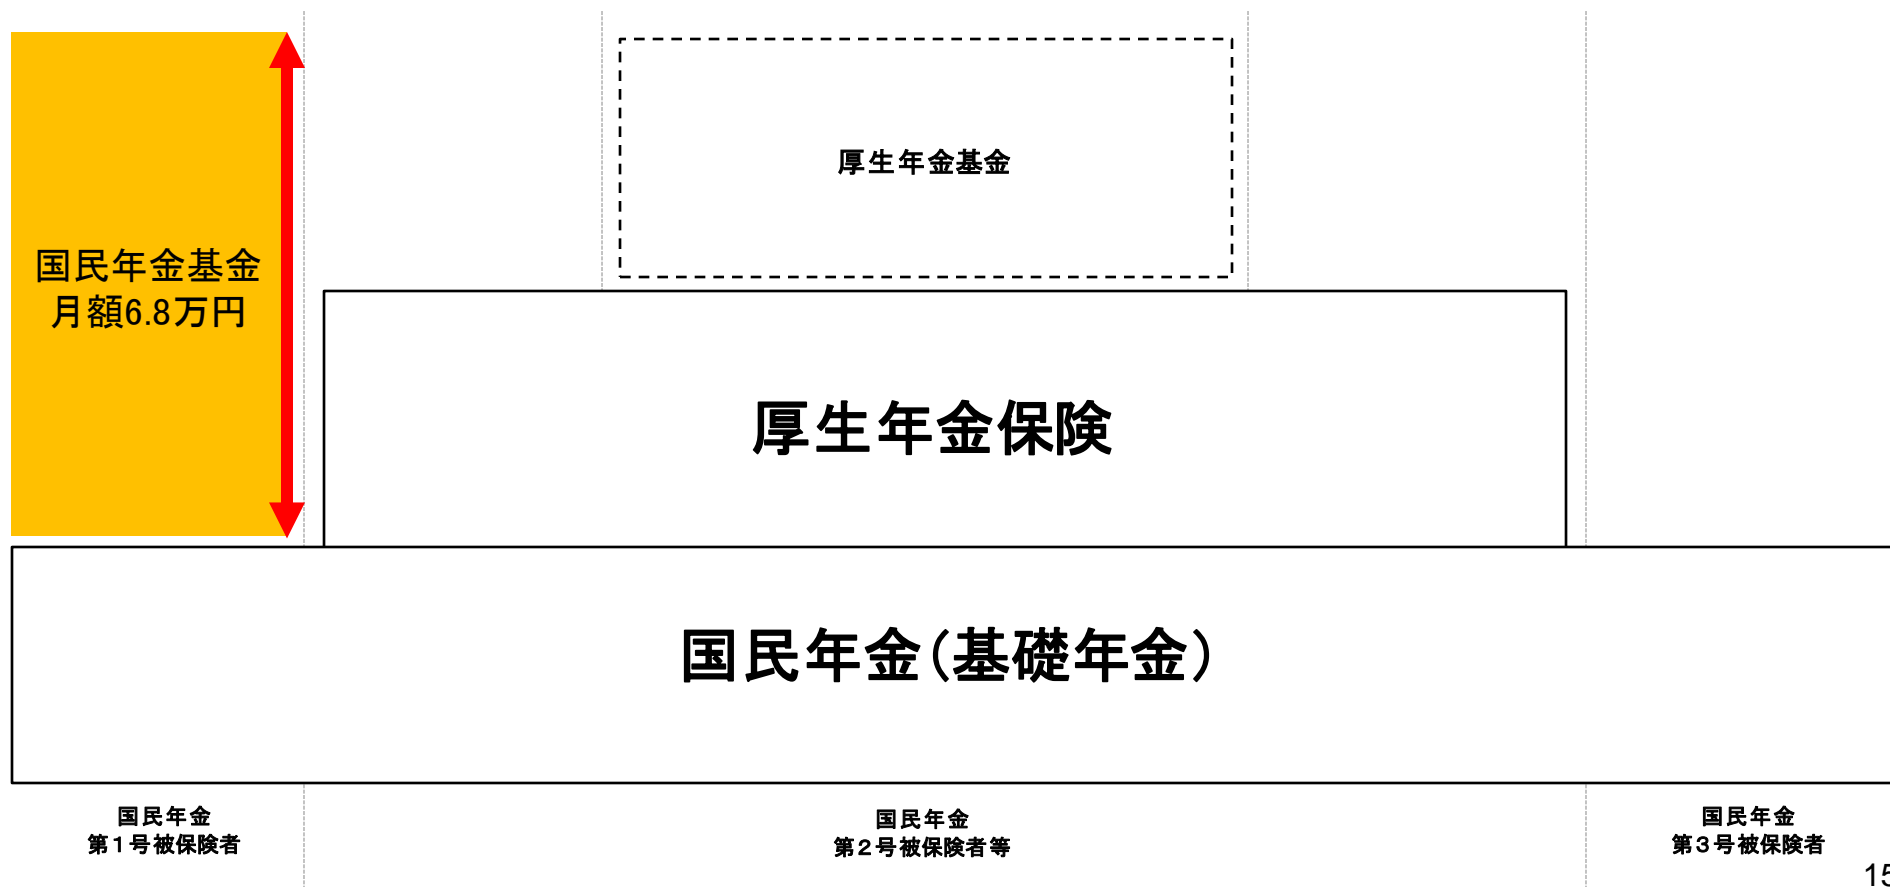 厚生年金基金
国民年金基金
月額6.8万円
厚生年金保険
国民年金(基礎年金)
国民年金
第1号被保険者
国民年金
第2号被保険者等
国民年金
第3号被保険者
15